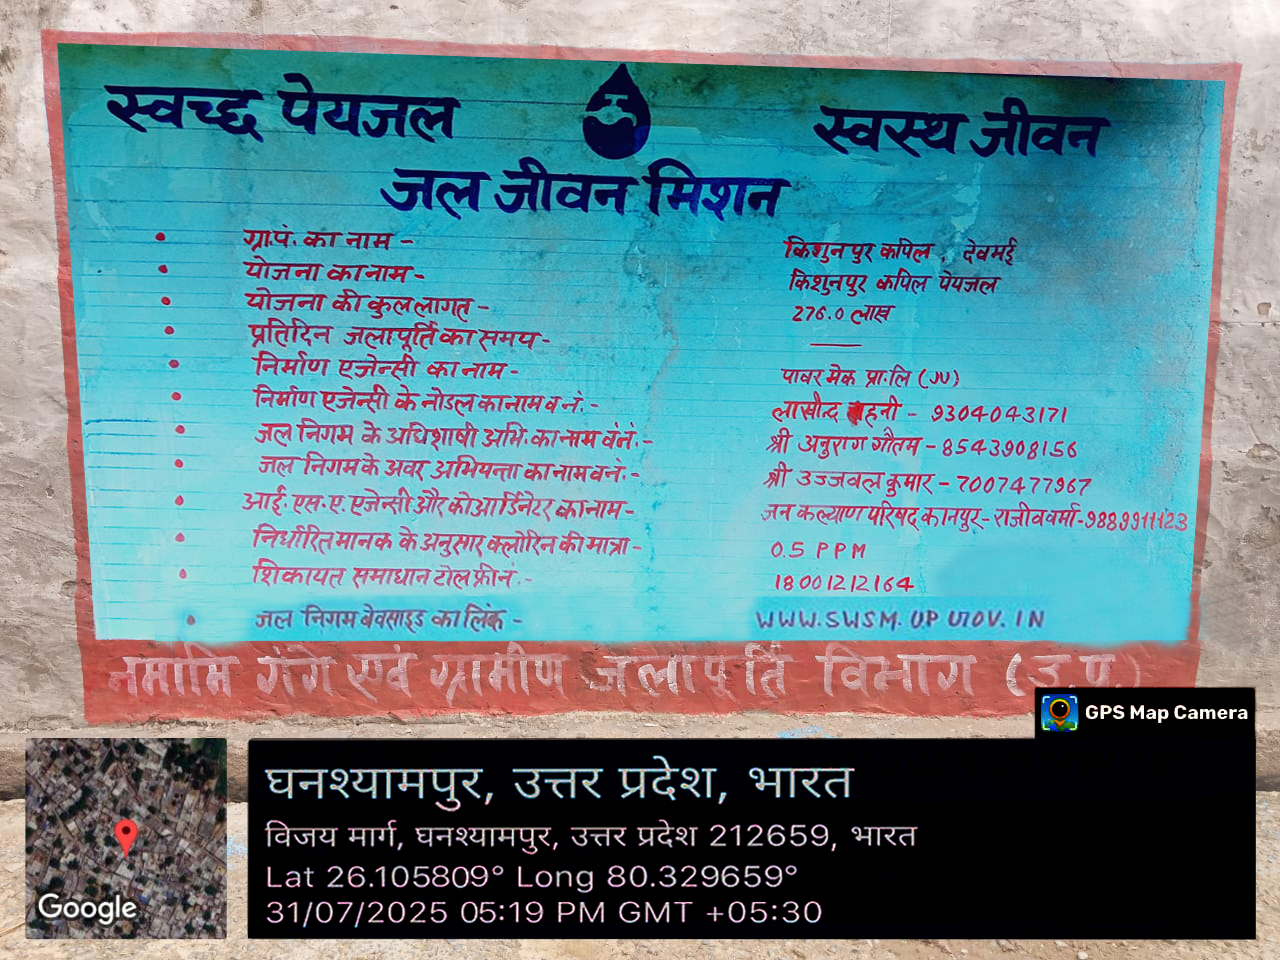 स्वच्छ पेयजल स्वस्थ जीवन
जल जीवन मिशन
ग्रा.पं. का नाम - किशुनपुर कपिल, देवमई
योजना का नाम - किशुनपुर कपिल पेयजल
योजना की कुल लागत - 276.0 लाख
प्रतिदिन जलापूर्ति का समय -
निर्माण एजेन्सी का नाम - पावर मेक प्रा.लि (JV)
निर्माण एजेन्सी के नोडल का नाम व नं. - 9304043171
जल निगम के अधिशाषी अभि. का नाम व नं. - श्री अनुराग गौतम - 8543908156
जल निगम के अवर अभियन्ता का नाम व नं. - श्री उज्जवल कुमार - 7007477967
आई. एस. ए. एजेन्सी और कोआर्डिनेटर का नाम - जन कल्याण परिषद् कानपुर - राजीव वर्मा - 9889911123
निर्धारित मानक के अनुसार क्लोरिन की मात्रा - 0.5 PPM
शिकायत समाधान टोल फ्री नं. - 18001212164
जल निगम वेवसाइड का लिंक - WWW.SWSM.UP GOV.IN
नमामि गंगे एवं ग्रामीण जलापूर्ति विभाग (उ.प्र.)
GPS Map Camera
घनश्यामपुर, उत्तर प्रदेश, भारत
विजय मार्ग, घनश्यामपुर, उत्तर प्रदेश 212659, भारत
Lat 26.105809° Long 80.329659°
31/07/2025 05:19 PM GMT +05:30
Google